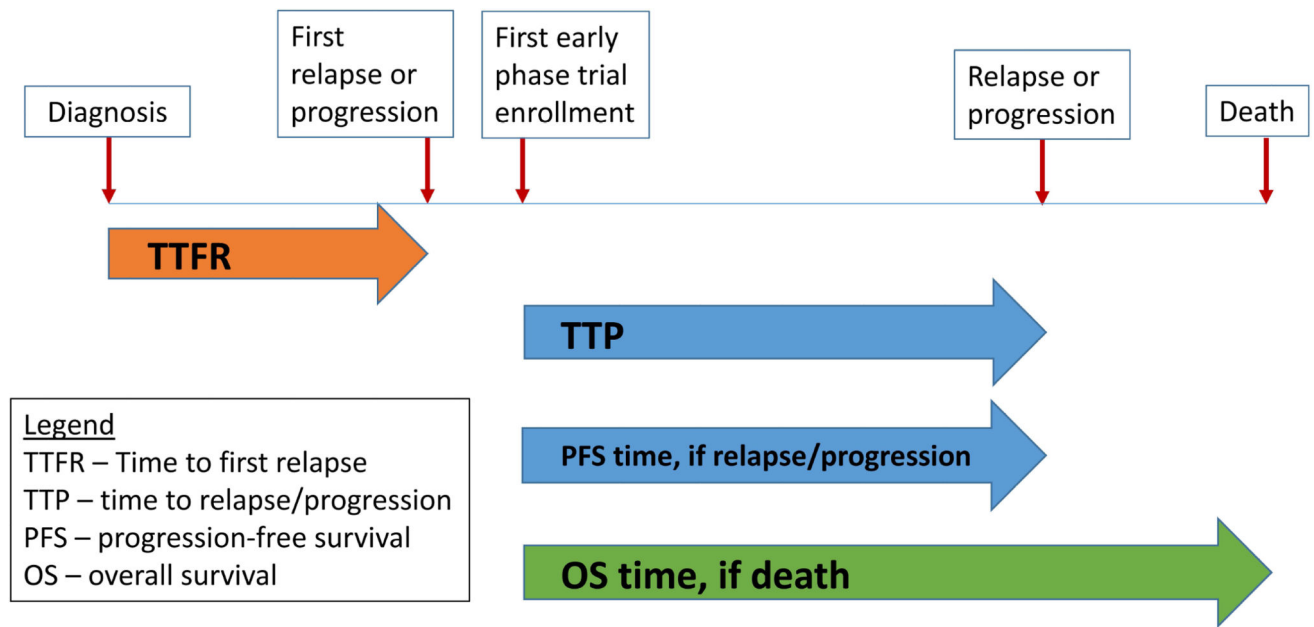 Diagnosis
First
relapse or
progression
First early
phase trial
enrollment
Relapse or
progression
Death
TTFR
TTP
PFS time, if relapse/progression
OS time, if death
Legend
TTFR – Time to first relapse
TTP – time to relapse/progression
PFS – progression-free survival
OS – overall survival